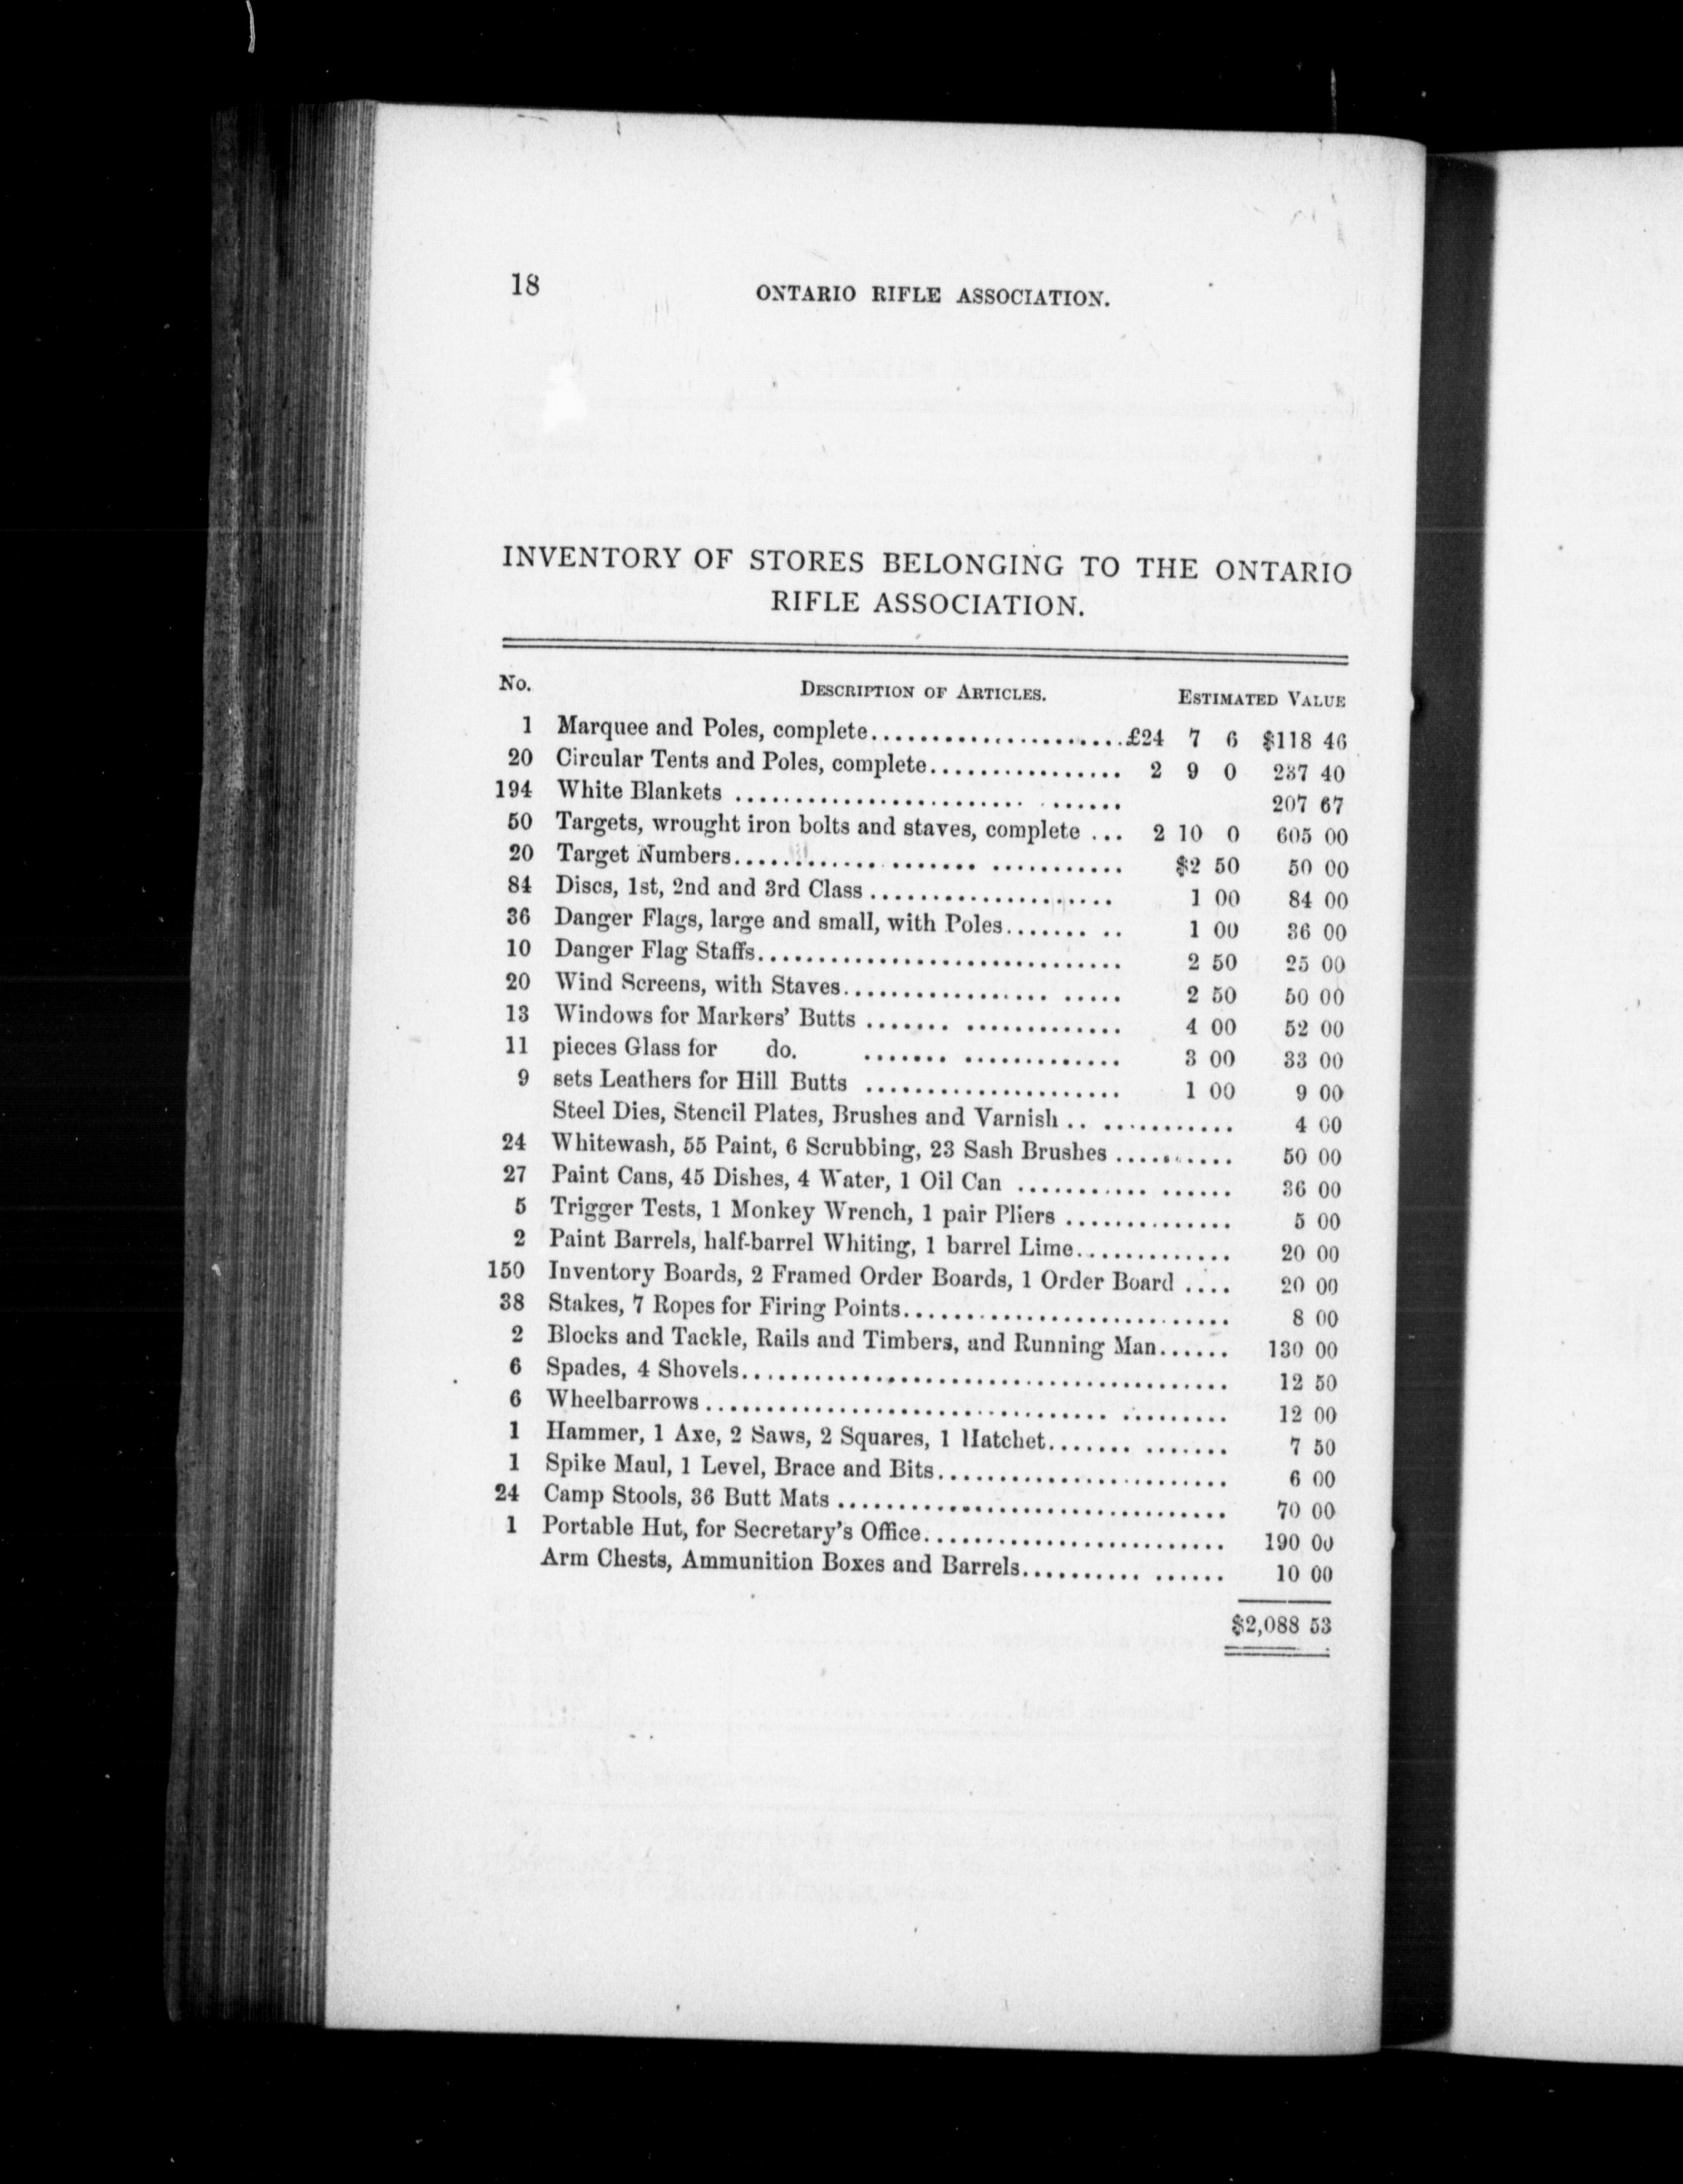 18
ONTARIO RIFLE ASSOCIATION.
INVENTORY OF STORES BELONGING TO THE ONTARIO
RIFLE ASSOCIATION.
No. DESCRIPTION OF ARTICLES. ESTIMATED VALUE
1 Marquee and Poles, complete...................... £24 7 6 $118 46
20 Circular Tents and Poles, complete................ 2 9 0 237 40
194 White Blankets .............................. 207 67
50 Targets, wrought iron bolts and staves, complete ... 2 10 0 605 00
20 Target Numbers.............................. $2 50 50 00
84 Discs, 1st, 2nd and 3rd Class ..................... 1 00 84 00
36 Danger Flags, large and small, with Poles....... .. 1 00 36 00
10 Danger Flag Staffs.............................. 2 50 25 00
20 Wind Screens, with Staves................. ..... 2 50 50 00
13 Windows for Markers' Butts ....... ............. 4 00 52 00
11 pieces Glass for do. ....... ............. 3 00 33 00
9 sets Leathers for Hill Butts ..................... 1 00 9 00
Steel Dies, Stencil Plates, Brushes and Varnish .. ........... 4 00
24 Whitewash, 55 Paint, 6 Scrubbing, 23 Sash Brushes .......... 50 00
27 Paint Cans, 45 Dishes, 4 Water, 1 Oil Can ........... ...... 36 00
5 Trigger Tests, 1 Monkey Wrench, 1 pair Pliers .............. 5 00
2 Paint Barrels, half-barrel Whiting, 1 barrel Lime............. 20 00
150 Inventory Boards, 2 Framed Order Boards, 1 Order Board .... 20 00
38 Stakes, 7 Ropes for Firing Points........................... 8 00
2 Blocks and Tackle, Rails and Timbers, and Running Man...... 130 00
6 Spades, 4 Shovels........................................ 12 50
6 Wheelbarrows .................................. ......... 12 00
1 Hammer, 1 Axe, 2 Saws, 2 Squares, 1 Hatchet....... ....... 7 50
1 Spike Maul, 1 Level, Brace and Bits........................ 6 00
24 Camp Stools, 36 Butt Mats ................................ 70 00
1 Portable Hut, for Secretary's Office......................... 190 00
Arm Chests, Ammunition Boxes and Barrels.......... ...... 10 00
$2,088 53